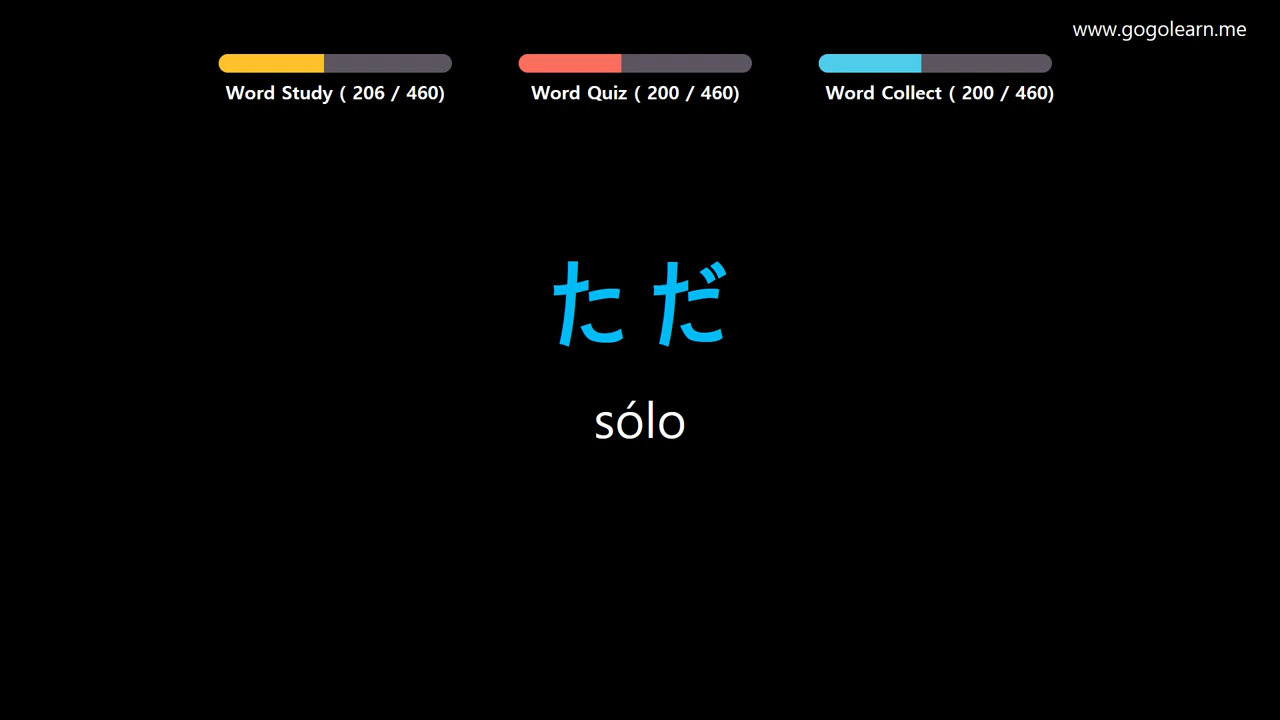 www.gogolearn.me
Word Study ( 206 / 460)
Word Quiz ( 200 / 460)
Word Collect ( 200 / 460)
ただ
sólo